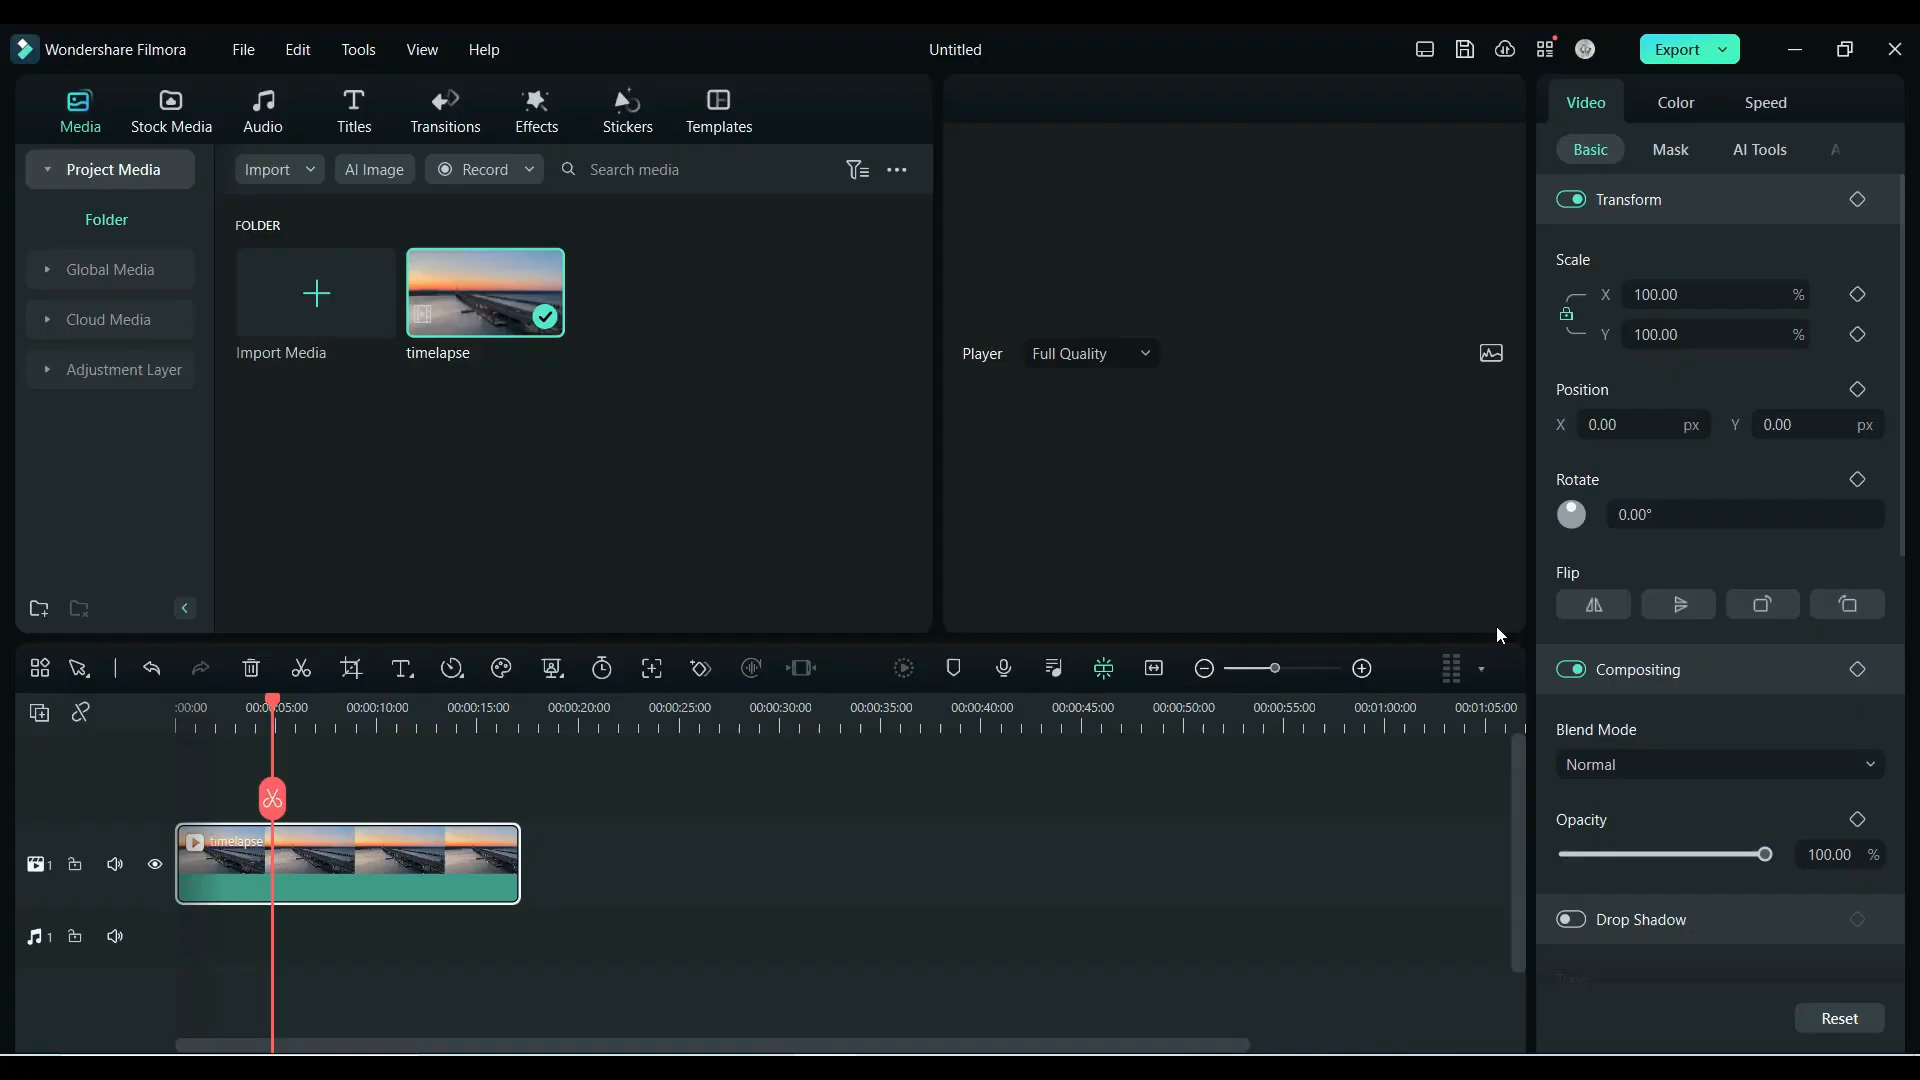 Wondershare Filmora File Edit Tools View Help Untitled Export
Media Stock Media Audio Titles Transitions Effects Stickers Templates
Video Color Speed
Project Media
Import AI Image Record Search media
Basic Mask AI Tools A
Folder
FOLDER
Transform
Global Media
Cloud Media
Adjustment Layer
Import Media timelapse
Player Full Quality
Scale
X 100.00 %
Y 100.00 %
Position
X 0.00 px Y 0.00 px
Rotate
0.00°
Flip
Compositing
:00:00 00:00:05:00 00:00:10:00 00:00:15:00 00:00:20:00 00:00:25:00 00:00:30:00 00:00:35:00 00:00:40:00 00:00:45:00 00:00:50:00 00:00:55:00 00:01:00:00 00:01:05:00
Blend Mode
Normal
Opacity
100.00 %
timelapse
1
1
Drop Shadow
Reset